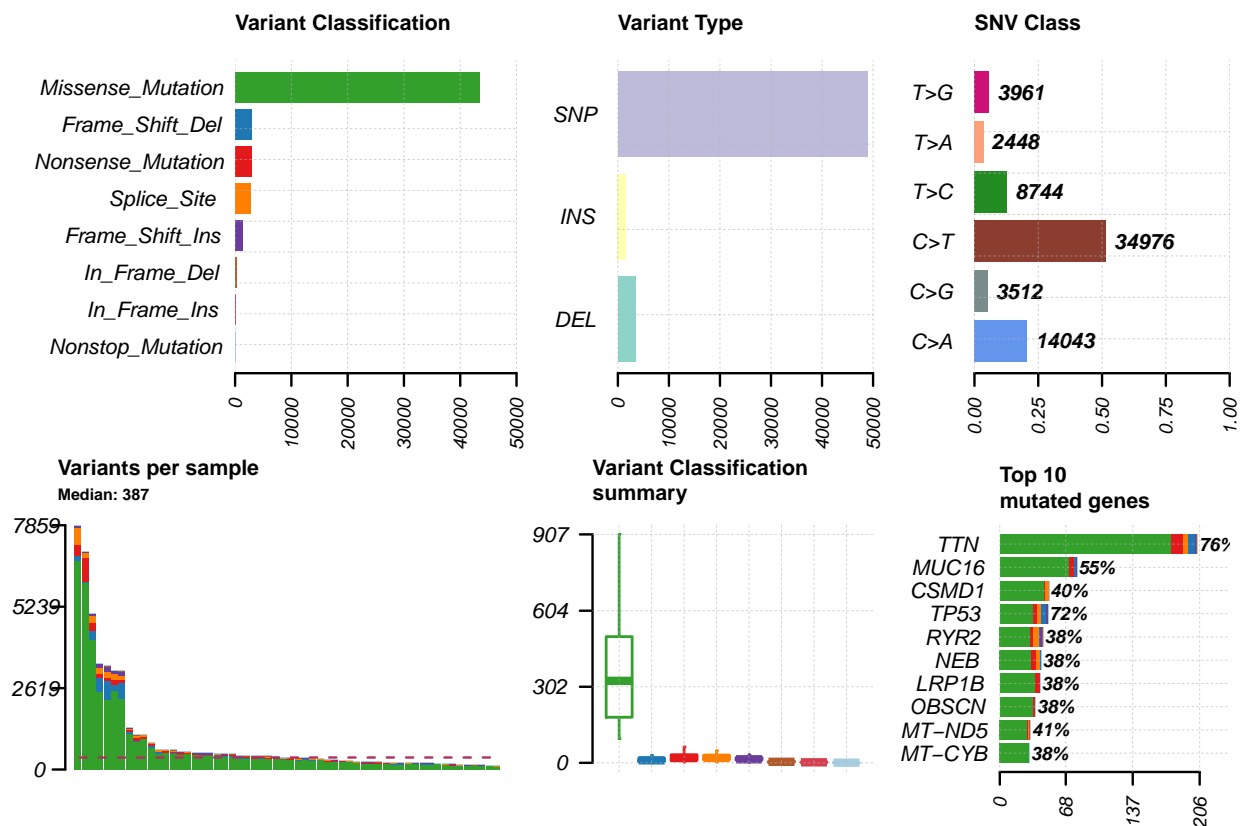 Variant Classification
Missense_Mutation
Frame_Shift_Del
Nonsense_Mutation
Splice_Site
Frame_Shift_Ins
In_Frame_Del
In_Frame_Ins
Nonstop_Mutation
0
10000
20000
30000
40000
50000
Variant Type
SNP
INS
DEL
0
10000
20000
30000
40000
50000
SNV Class
T>G 3961
T>A 2448
T>C 8744
C>T 34976
C>G 3512
C>A 14043
0.00
0.25
0.50
0.75
1.00
Variants per sample
Median: 387
7859
5239
2619
0
Variant Classification
summary
907
604
302
0
Top 10
mutated genes
TTN 76%
MUC16 55%
CSMD1 40%
TP53 72%
RYR2 38%
NEB 38%
LRP1B 38%
OBSCN 38%
MT−ND5 41%
MT−CYB 38%
0
68
137
206